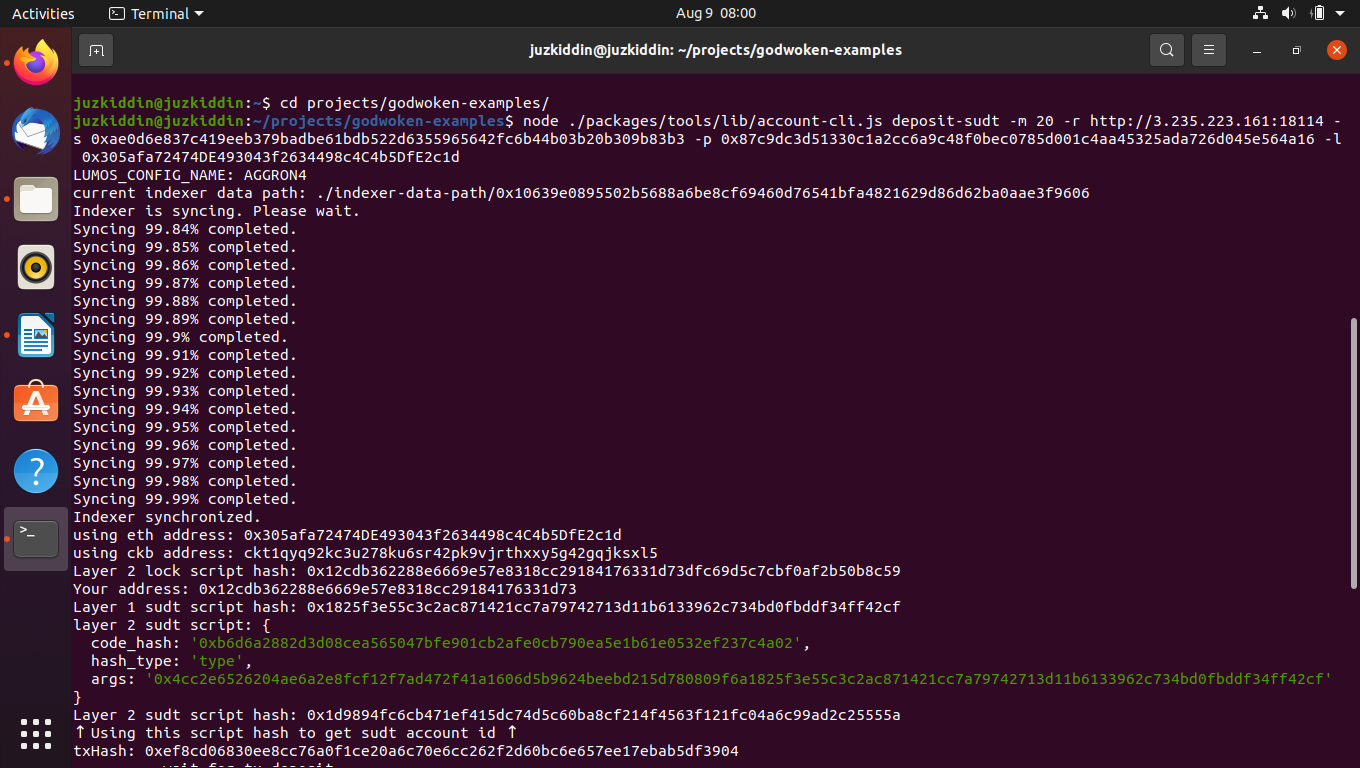 Activities
Terminal
Aug 9 08:00
juzkiddin@juzkiddin: ~/projects/godwoken-examples
juzkiddin@juzkiddin:~$ cd projects/godwoken-examples/
juzkiddin@juzkiddin:~/projects/godwoken-examples$ node ./packages/tools/lib/account-cli.js deposit-sudt -m 20 -r http://3.235.223.161:18114 -
s 0xae0d6e837c419eeb379badbe61bdb522d6355965642fc6b44b03b20b309b83b3 -p 0x87c9dc3d51330c1a2cc6a9c48f0bec0785d001c4aa45325ada726d045e564a16 -l
 0x305afa72474DE493043f2634498c4C4b5DfE2c1d
LUMOS_CONFIG_NAME: AGGRON4
current indexer data path: ./indexer-data-path/0x10639e0895502b5688a6be8cf69460d76541bfa4821629d86d62ba0aae3f9606
Indexer is syncing. Please wait.
Syncing 99.84% completed.
Syncing 99.85% completed.
Syncing 99.86% completed.
Syncing 99.87% completed.
Syncing 99.88% completed.
Syncing 99.89% completed.
Syncing 99.9% completed.
Syncing 99.91% completed.
Syncing 99.92% completed.
Syncing 99.93% completed.
Syncing 99.94% completed.
Syncing 99.95% completed.
Syncing 99.96% completed.
Syncing 99.97% completed.
Syncing 99.98% completed.
Syncing 99.99% completed.
Indexer synchronized.
using eth address: 0x305afa72474DE493043f2634498c4C4b5DfE2c1d
using ckb address: ckt1qyq92kc3u278ku6sr42pk9vjrthxxy5g42gqjksxl5
Layer 2 lock script hash: 0x12cdb362288e6669e57e8318cc29184176331d73dfc69d5c7cbf0af2b50b8c59
Your address: 0x12cdb362288e6669e57e8318cc29184176331d73
Layer 1 sudt script hash: 0x1825f3e55c3c2ac871421cc7a79742713d11b6133962c734bd0fbddf34ff42cf
layer 2 sudt script: {
  code_hash: '0xb6d6a2882d3d08cea565047bfe901cb2afe0cb790ea5e1b61e0532ef237c4a02',
  hash_type: 'type',
  args: '0x4cc2e6526204ae6a2e8fcf12f7ad472f41a1606d5b9624beebd215d780809f6a1825f3e55c3c2ac871421cc7a79742713d11b6133962c734bd0fbddf34ff42cf'
}
Layer 2 sudt script hash: 0x1d9894fc6cb471ef415dc74d5c60ba8cf214f4563f121fc04a6c99ad2c25555a
↑Using this script hash to get sudt account id ↑
txHash: 0xef8cd06830ee8cc76a0f1ce20a6c70e6cc262f2d60bc6e657ee17ebab5df3904